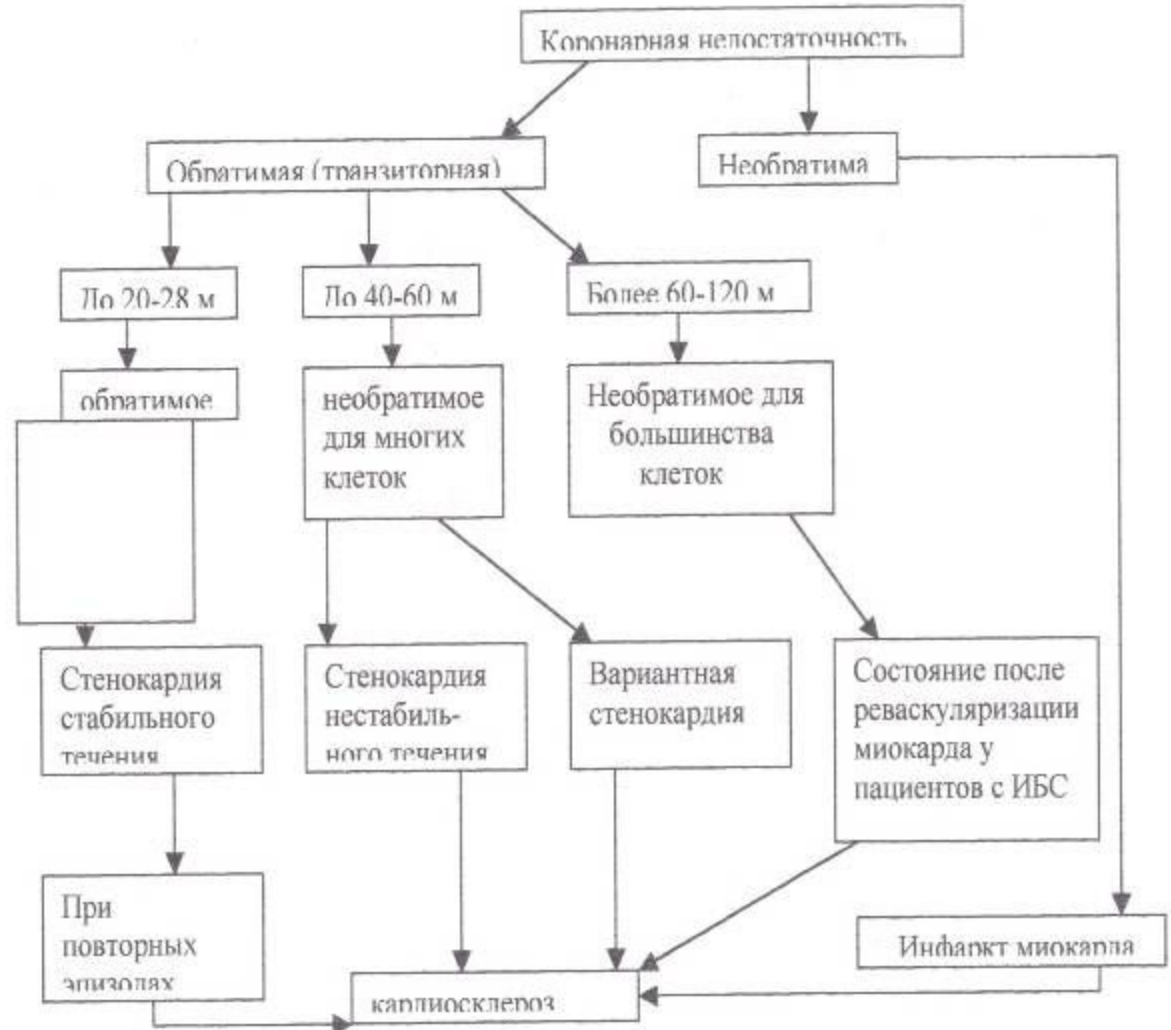 Коронарная недостаточность
Обратимая (транзиторная)
Необратима
До 20-28 м
До 40-60 м
Более 60-120 м
обратимое
необратимое
для многих
клеток
Необратимое для
большинства
клеток
Стенокардия
стабильного
течения
Стенокардия
нестабиль-
ного течения
Вариантная
стенокардия
Состояние после
реваскуляризации
миокарда у
пациентов с ИБС
При
повторных
эпизодах
Инфаркт миокарда
кардиосклероз